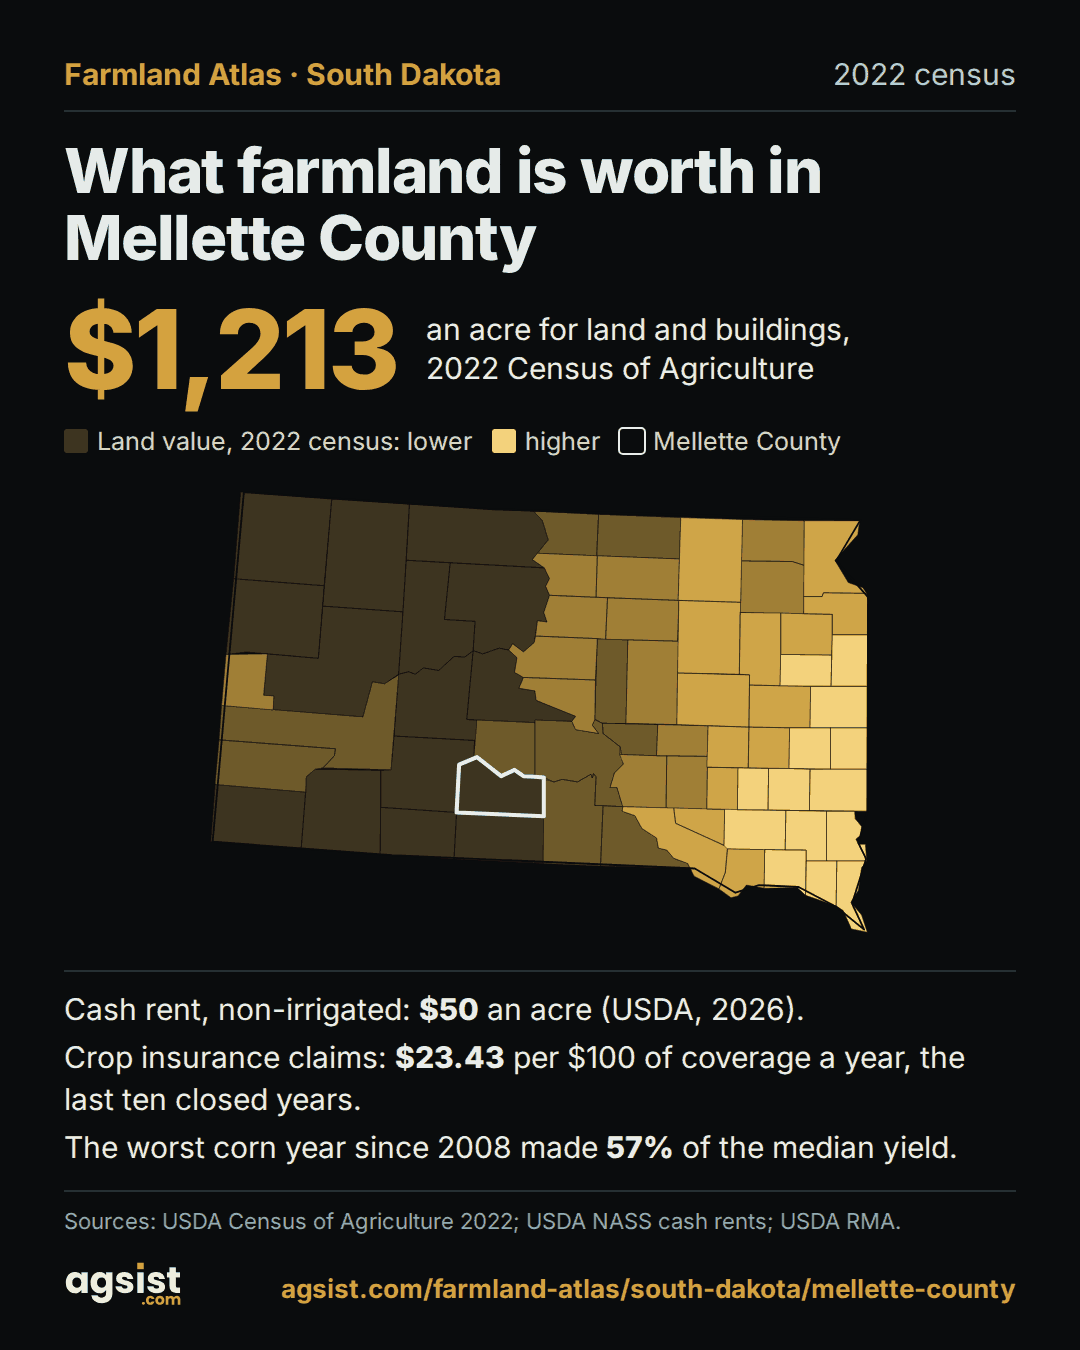 Farmland Atlas · South Dakota
2022 census
What farmland is worth in
Mellette County
$1,213
an acre for land and buildings,
2022 Census of Agriculture
Land value, 2022 census: lower
higher
Mellette County
Cash rent, non-irrigated: $50 an acre (USDA, 2026).
Crop insurance claims: $23.43 per $100 of coverage a year, the
last ten closed years.
The worst corn year since 2008 made 57% of the median yield.
Sources: USDA Census of Agriculture 2022; USDA NASS cash rents; USDA RMA.
agsist
.com
agsist.com/farmland-atlas/south-dakota/mellette-county